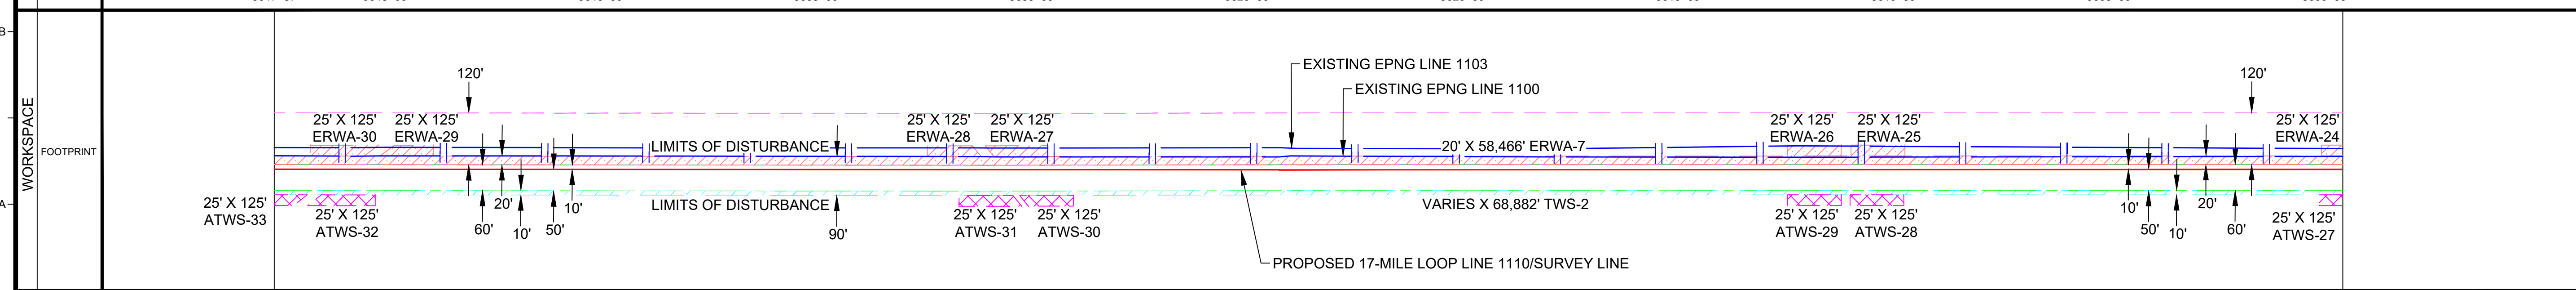 B
A
WORKSPACE
FOOTPRINT
120'
EXISTING EPNG LINE 1103
EXISTING EPNG LINE 1100
120'
25' X 125'
ERWA-30
25' X 125'
ERWA-29
LIMITS OF DISTURBANCE
25' X 125'
ERWA-28
25' X 125'
ERWA-27
20' X 58,466' ERWA-7
25' X 125'
ERWA-26
25' X 125'
ERWA-25
25' X 125'
ERWA-24
25' X 125'
ATWS-33
25' X 125'
ATWS-32
60'
20'
10'
50'
10'
LIMITS OF DISTURBANCE
90'
25' X 125'
ATWS-31
25' X 125'
ATWS-30
VARIES X 68,882' TWS-2
25' X 125'
ATWS-29
25' X 125'
ATWS-28
10'
50'
10'
20'
60'
25' X 125'
ATWS-27
PROPOSED 17-MILE LOOP LINE 1110/SURVEY LINE